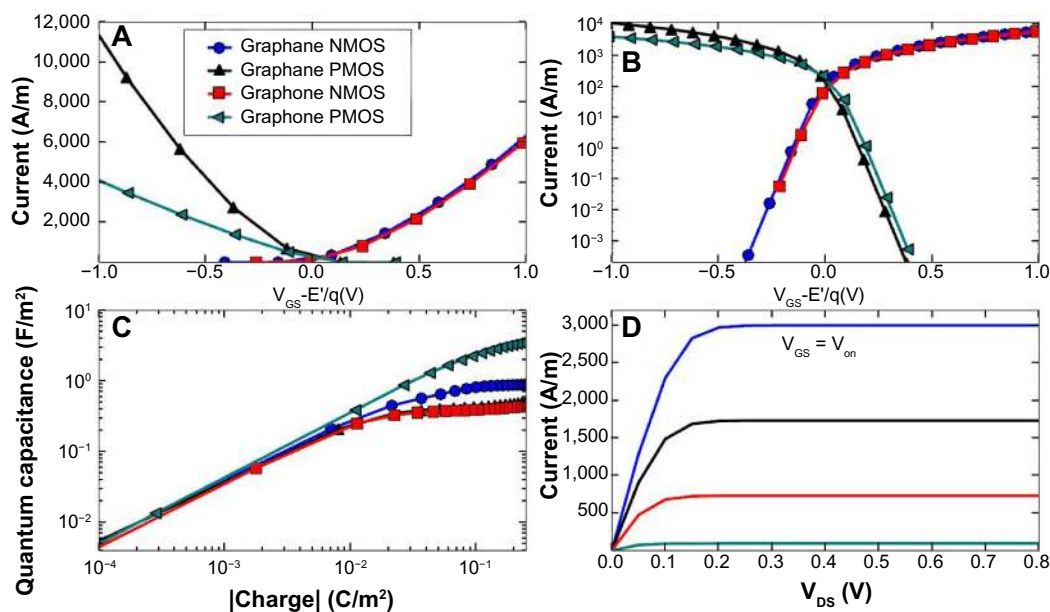 A
Current (A/m)
12,000
10,000
8,000
6,000
4,000
2,000
Graphane NMOS
Graphane PMOS
Graphone NMOS
Graphone PMOS
−1.0 −0.5 0.0 0.5 1.0
V_GS-E'/q(V)
B
Current (A/m)
10⁴
10³
10²
10¹
10⁰
10⁻¹
10⁻²
10⁻³
−1.0 −0.5 0.0 0.5 1.0
V_GS-E'/q(V)
C
Quantum capacitance (F/m²)
10¹
10⁰
10⁻¹
10⁻²
10⁻⁴ 10⁻³ 10⁻² 10⁻¹
|Charge| (C/m²)
D
Current (A/m)
3,000
2,500
2,000
1,500
1,000
500
V_GS = V_on
0.0 0.1 0.2 0.3 0.4 0.5 0.6 0.7 0.8
V_DS (V)